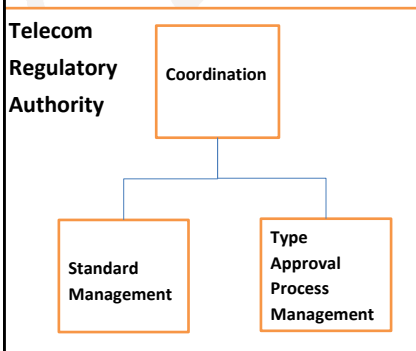 Telecom
Regulatory
Authority
Coordination
Standard
Management
Type
Approval
Process
Management